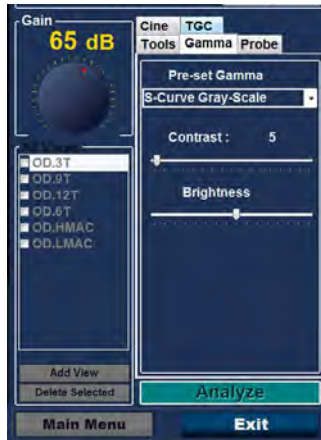 Gain
65 dB
Cine TGC
Tools Gamma Probe
Pre-set Gamma
S-Curve Gray-Scale
Contrast : 5
Brightness
OD.3T
OD.9T
OD.12T
OD.6T
OD.HMAC
OD.LMAC
Add View
Delete Selected
Analyze
Main Menu
Exit